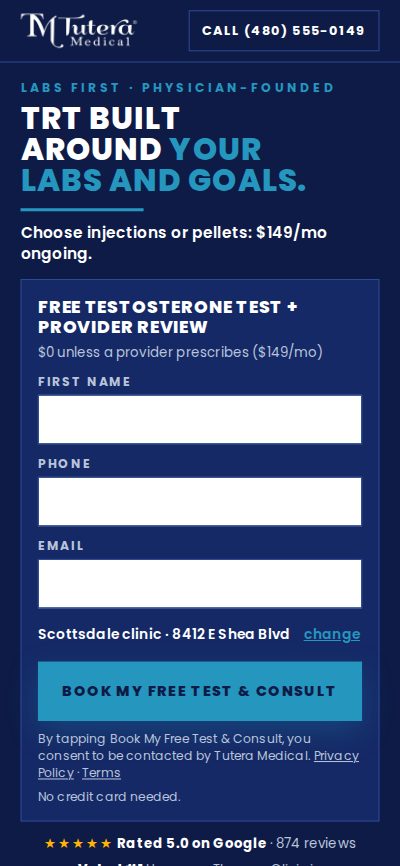 Tutera
Medical
CALL (480) 555-0149
LABS FIRST · PHYSICIAN-FOUNDED
TRT BUILT
AROUND YOUR
LABS AND GOALS.
Choose injections or pellets: $149/mo
ongoing.
FREE TESTOSTERONE TEST +
PROVIDER REVIEW
$0 unless a provider prescribes ($149/mo)
FIRST NAME
PHONE
EMAIL
Scottsdale clinic · 8412 E Shea Blvd change
BOOK MY FREE TEST & CONSULT
By tapping Book My Free Test & Consult, you
consent to be contacted by Tutera Medical. Privacy
Policy · Terms
No credit card needed.
★★★★★ Rated 5.0 on Google · 874 reviews